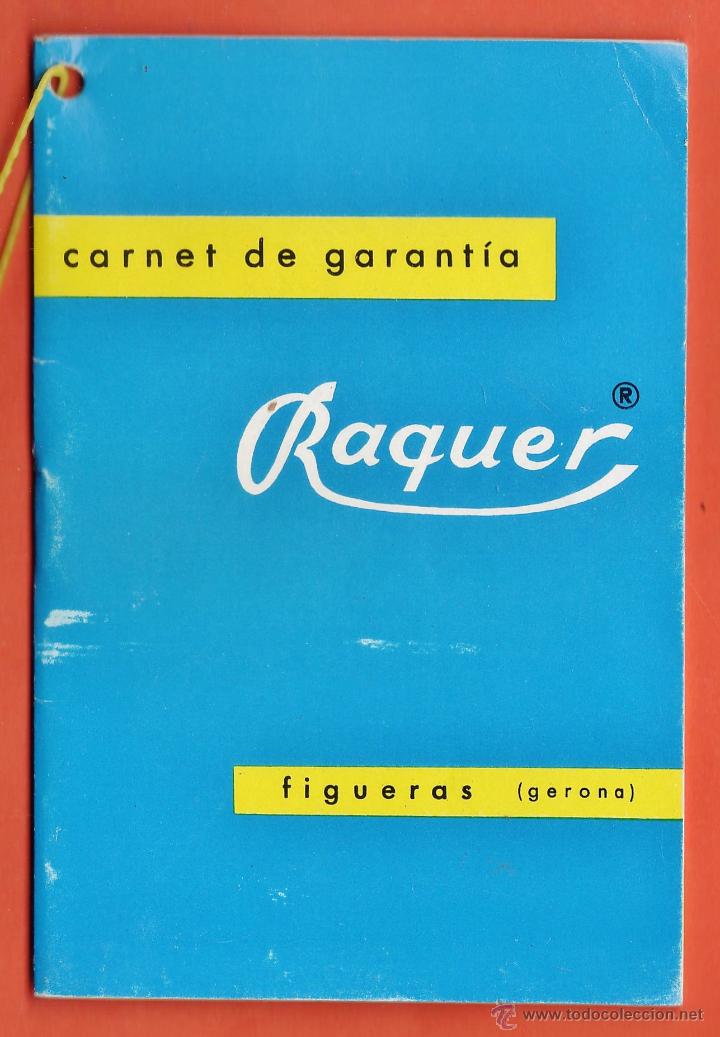 carnet de garantía
Raquer ®
figueras (gerona)
© www.todocoleccion.net